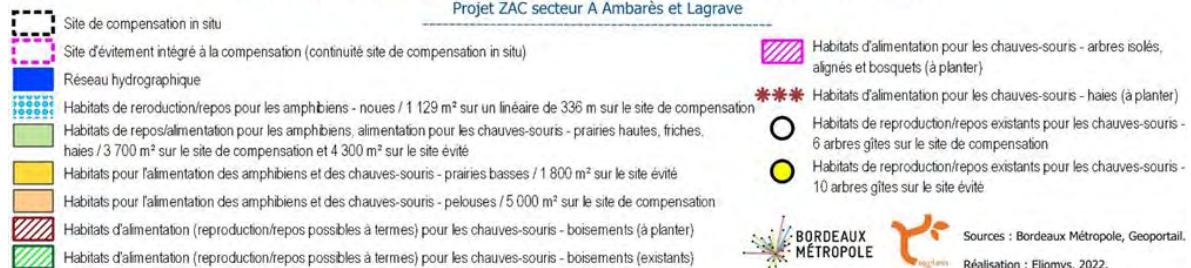 Projet ZAC secteur A Ambarès et Lagrave
Site de compensation in situ
Site d'évitement intégré à la compensation (continuité site de compensation in situ)
Réseau hydrographique
Habitats de reroduction/repos pour les amphibiens - noues / 1 129 m² sur un linéaire de 336 m sur le site de compensation
Habitats de repos/alimentation pour les amphibiens, alimentation pour les chauves-souris - prairies hautes, friches,
haies / 3 700 m² sur le site de compensation et 4 300 m² sur le site évité
Habitats pour l'alimentation des amphibiens et des chauves-souris - prairies basses / 1 800 m² sur le site évité
Habitats pour l'alimentation des amphibiens et des chauves-souris - pelouses / 5 000 m² sur le site de compensation
Habitats d'alimentation (reproduction/repos possibles à termes) pour les chauves-souris - boisements (à planter)
Habitats d'alimentation (reproduction/repos possibles à termes) pour les chauves-souris - boisements (existants)
Habitats d'alimentation pour les chauves-souris - arbres isolés,
alignés et bosquets (à planter)
Habitats d'alimentation pour les chauves-souris - haies (à planter)
Habitats de reproduction/repos existants pour les chauves-souris -
6 arbres gîtes sur le site de compensation
Habitats de reproduction/repos existants pour les chauves-souris -
10 arbres gîtes sur le site évité
BORDEAUX
MÉTROPOLE
Sources : Bordeaux Métropole, Geoportail.
Réalisation : Eliomys, 2022.